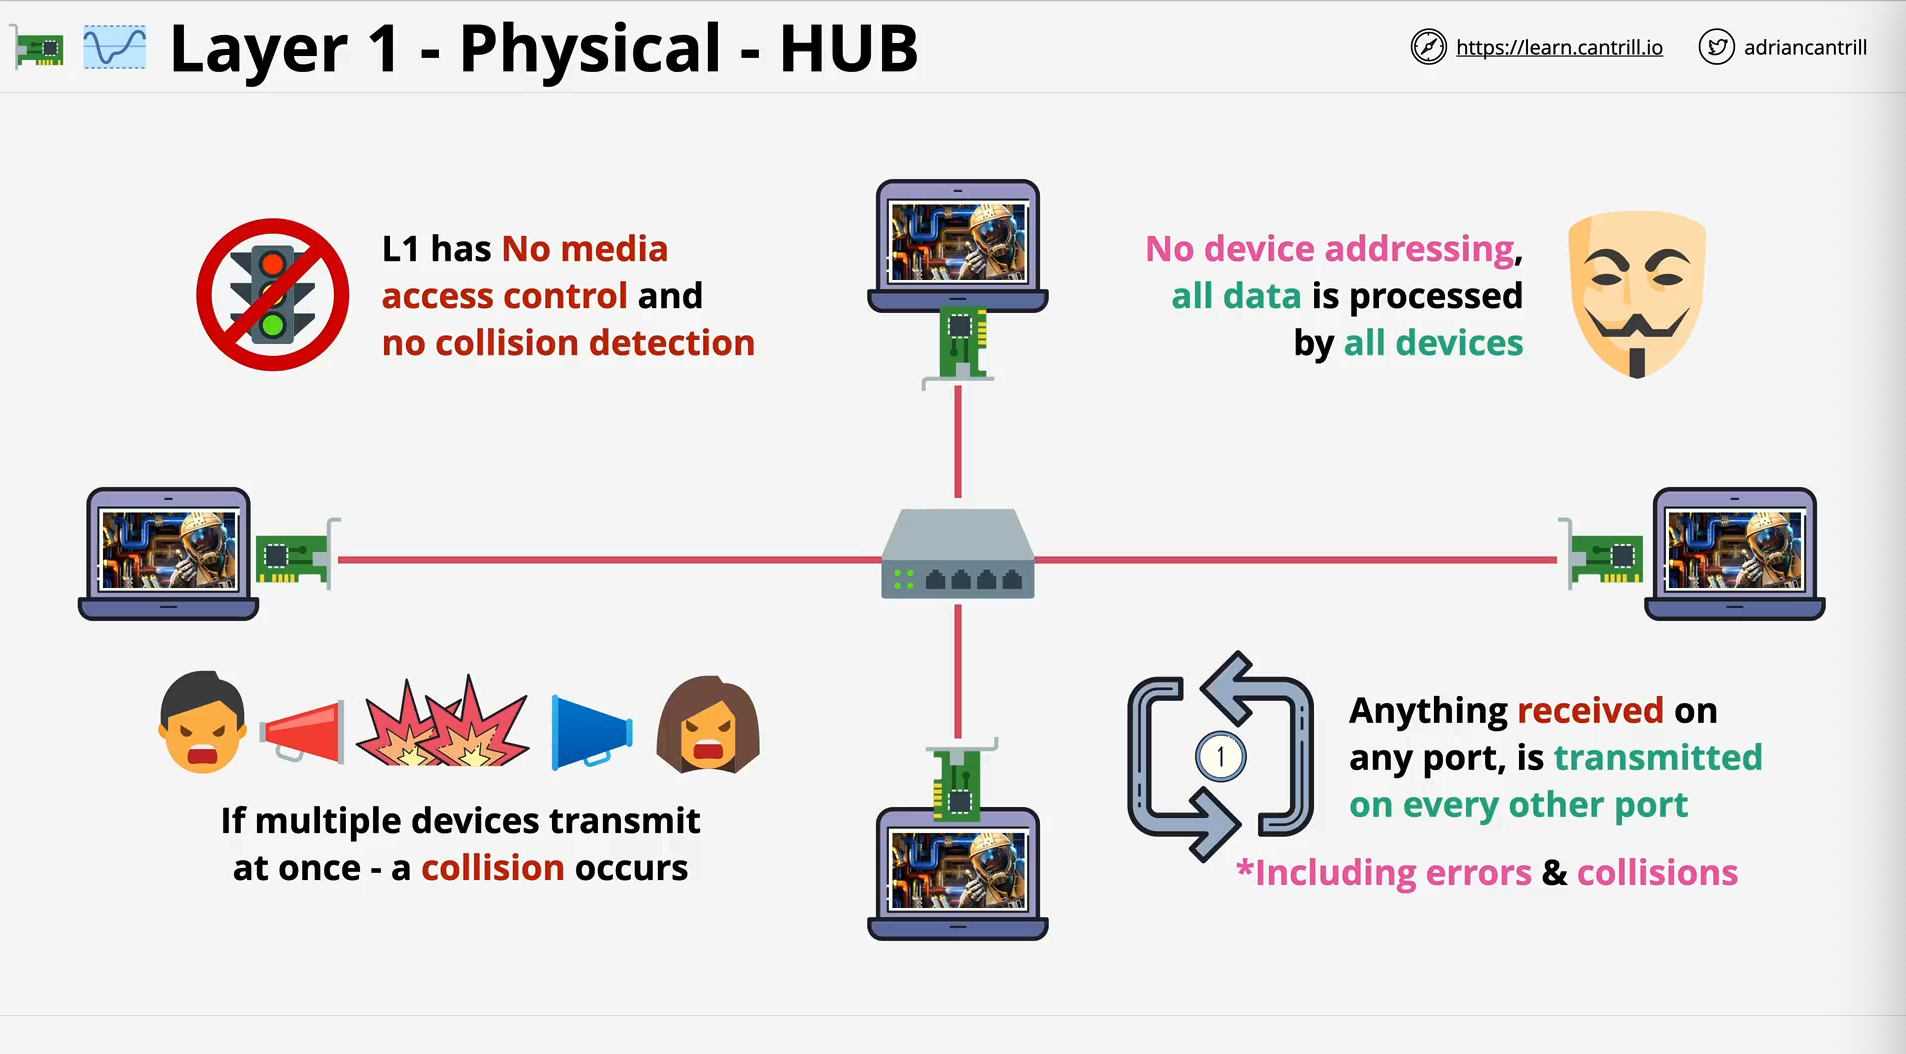 Layer 1 - Physical - HUB
https://learn.cantrill.io
adriancantrill
L1 has No media
access control and
no collision detection
No device addressing,
all data is processed
by all devices
If multiple devices transmit
at once - a collision occurs
1
Anything received on
any port, is transmitted
on every other port
*Including errors & collisions